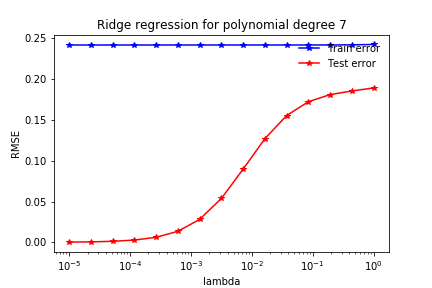 Ridge regression for polynomial degree 7
0.25
0.20
0.15
0.10
0.05
0.00
RMSE
Train error
Test error
10⁻⁵
10⁻⁴
10⁻³
10⁻²
10⁻¹
10⁰
lambda